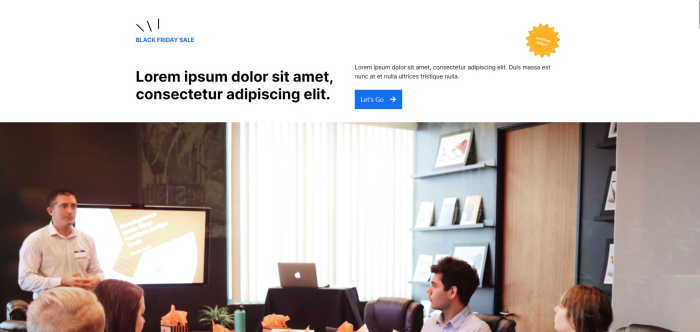 BLACK FRIDAY SALE
Lorem ipsum dolor sit amet,
consectetur adipiscing elit.
Lorem ipsum dolor sit amet, consectetur adipiscing elit. Duis massa est
nunc at et nulla ultrices tristique nulla.
Let's Go